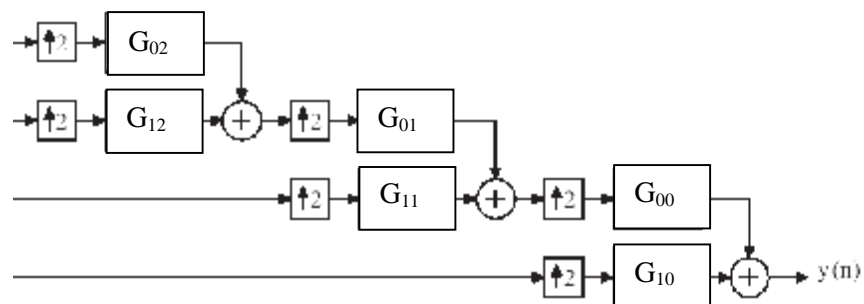 ↑2 G₀₂
↑2 G₁₂ + ↑2 G₀₁
↑2 G₁₁ + ↑2 G₀₀
↑2 G₁₀ + y(n)